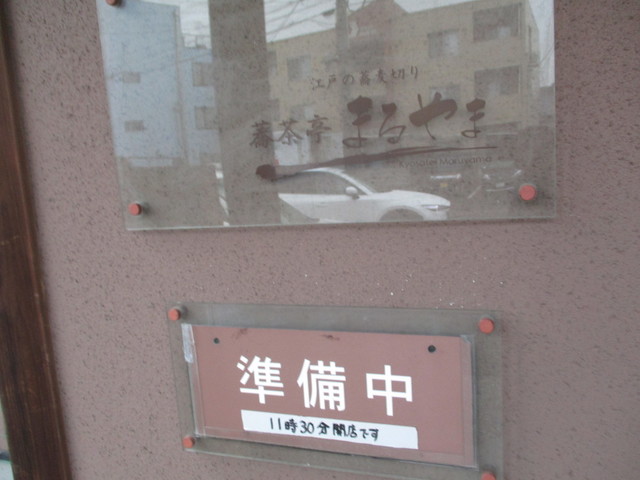 江戸の蕎麦切り
蕎茶亭 まるやま
Maruyama
準備中
11時30分開店です